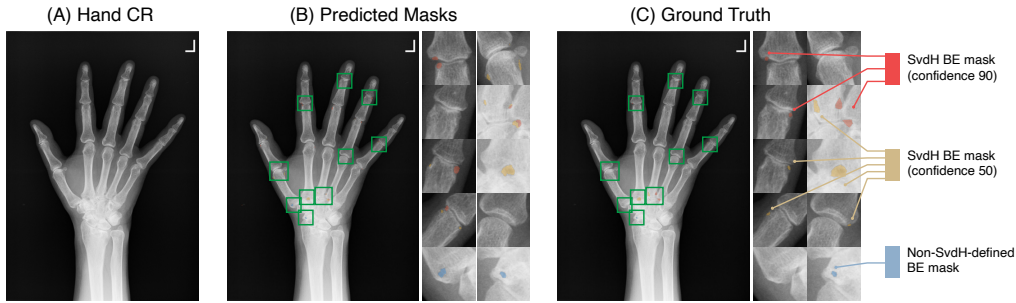 (A) Hand CR
(B) Predicted Masks
(C) Ground Truth
SvdH BE mask
(confidence 90)
SvdH BE mask
(confidence 50)
Non-SvdH-defined
BE mask